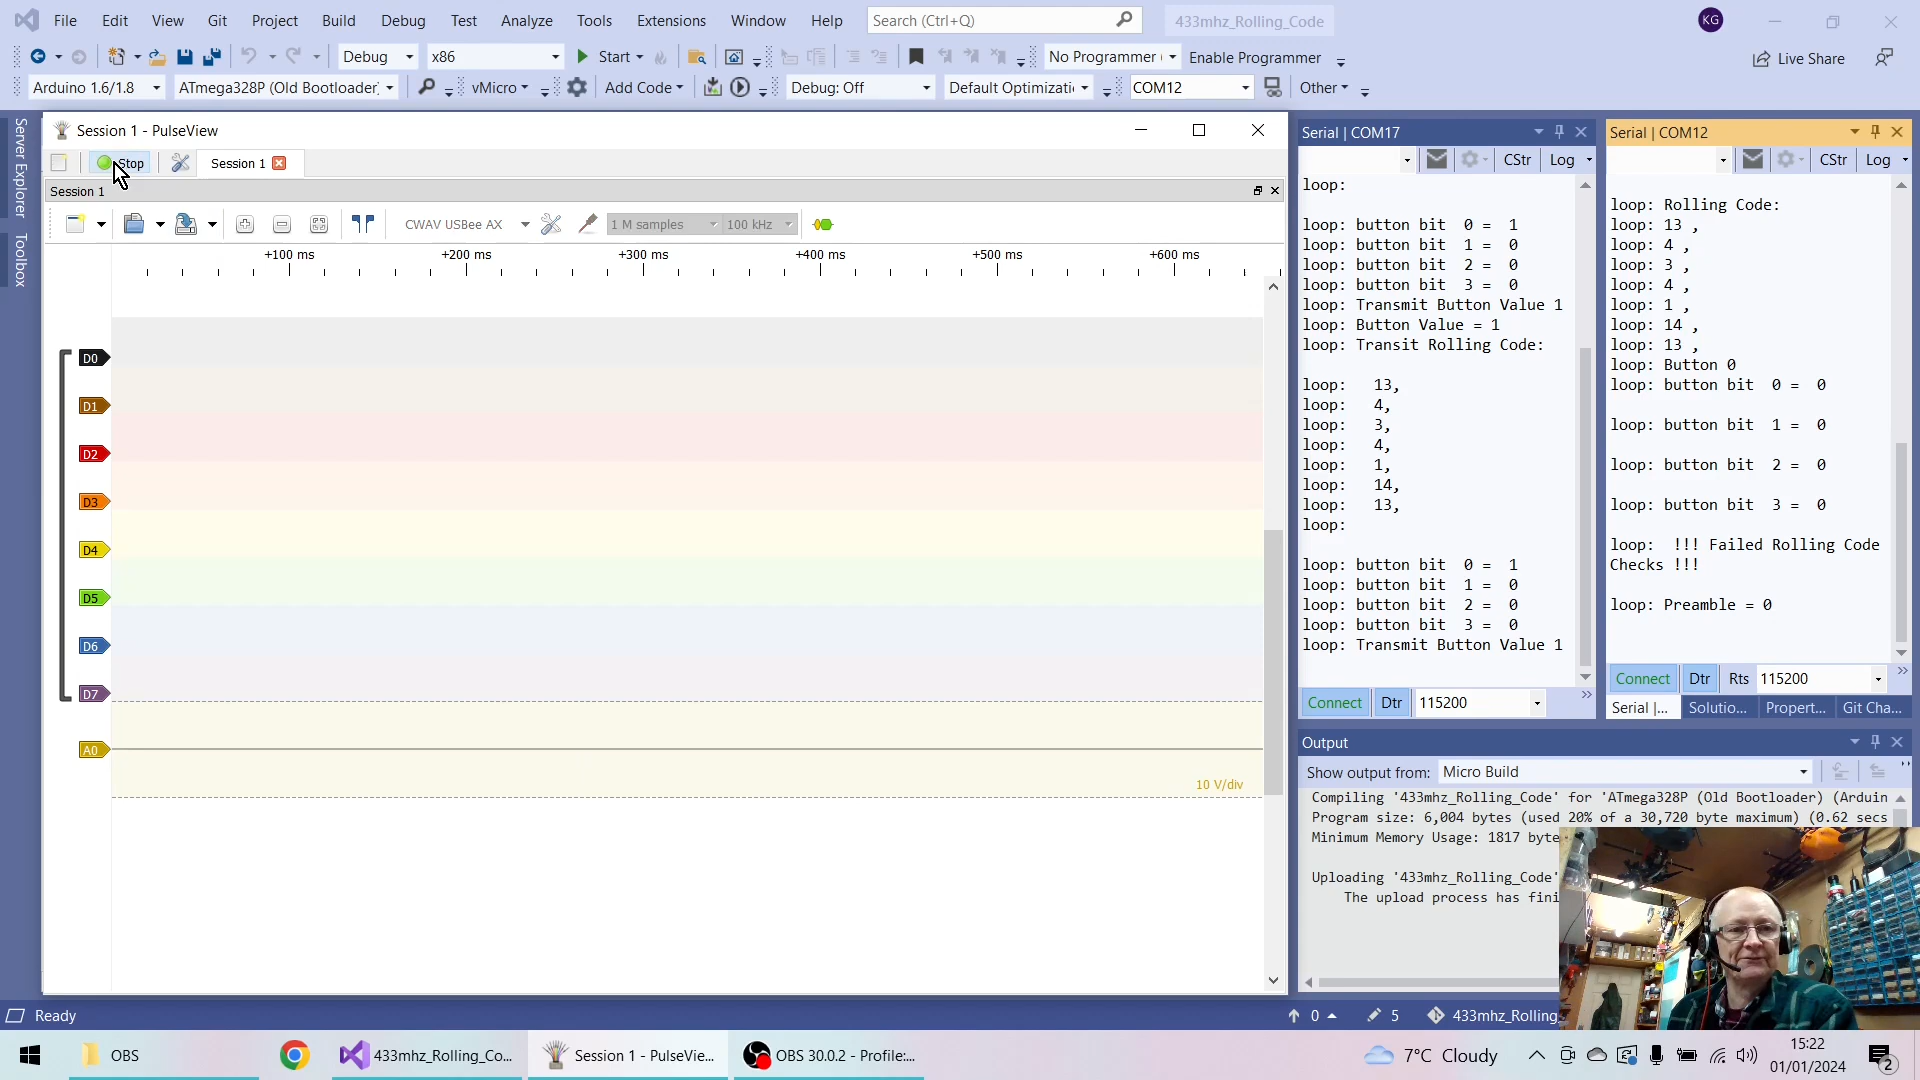 File Edit View Git Project Build Debug Test Analyze Tools Extensions Window Help Search (Ctrl+Q) 433mhz_Rolling_Code KG
Debug x86 Start No Programmer Enable Programmer Live Share
Arduino 1.6/1.8 ATmega328P (Old Bootloader) vMicro Add Code Debug: Off Default Optimizati COM12 Other
Server Explorer
Toolbox
Session 1 - PulseView
Stop Session 1
Session 1
CWAV USBee AX 1 M samples 100 kHz
+100 ms +200 ms +300 ms +400 ms +500 ms +600 ms
D0
D1
D2
D3
D4
D5
D6
D7
A0
10 V/div
Serial | COM17
CStr Log
loop:
loop: button bit 0 = 1
loop: button bit 1 = 0
loop: button bit 2 = 0
loop: button bit 3 = 0
loop: Transmit Button Value 1
loop: Button Value = 1
loop: Transit Rolling Code:
loop: 13,
loop: 4,
loop: 3,
loop: 4,
loop: 1,
loop: 14,
loop: 13,
loop:
loop: button bit 0 = 1
loop: button bit 1 = 0
loop: button bit 2 = 0
loop: button bit 3 = 0
loop: Transmit Button Value 1
Connect Dtr 115200
Serial | COM12
CStr Log
loop: Rolling Code:
loop: 13 ,
loop: 4 ,
loop: 3 ,
loop: 4 ,
loop: 1 ,
loop: 14 ,
loop: 13 ,
loop: Button 0
loop: button bit 0 = 0
loop: button bit 1 = 0
loop: button bit 2 = 0
loop: button bit 3 = 0
loop: !!! Failed Rolling Code
Checks !!!
loop: Preamble = 0
Connect Dtr Rts 115200
Serial |... Solutio... Propert... Git Cha...
Output
Show output from: Micro Build
Compiling '433mhz_Rolling_Code' for 'ATmega328P (Old Bootloader) (Arduin
Program size: 6,004 bytes (used 20% of a 30,720 byte maximum) (0.62 secs
Minimum Memory Usage: 1817 byte
Uploading '433mhz_Rolling_Code'
The upload process has fini
Ready 0 5 433mhz_Rolling_
OBS 433mhz_Rolling_Co... Session 1 - PulseVie... OBS 30.0.2 - Profile:... 7°C Cloudy 15:22
01/01/2024 2